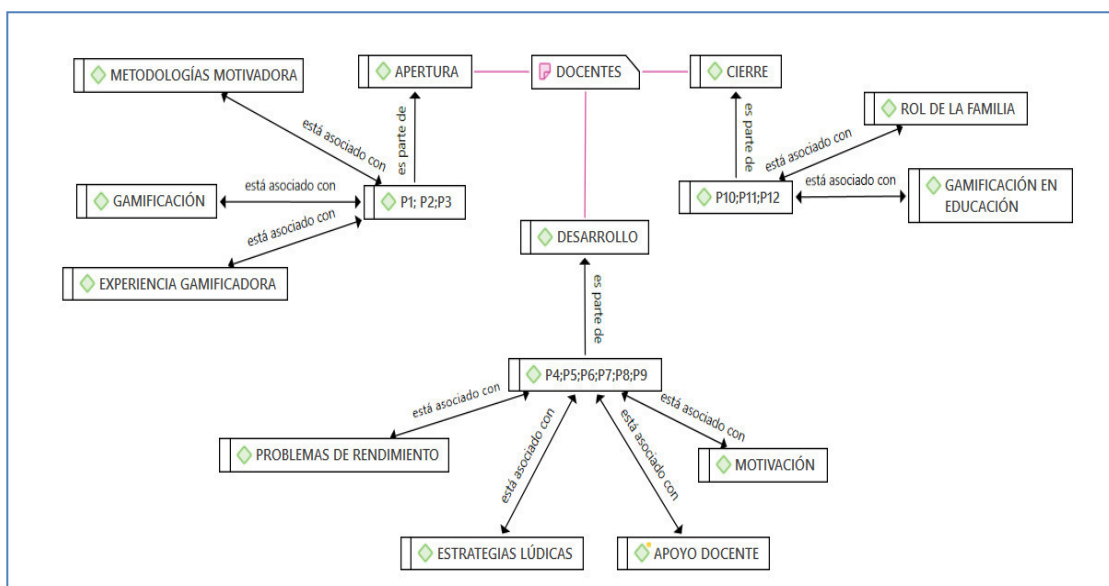 METODOLOGÍAS MOTIVADORA
APERTURA
DOCENTES
CIERRE
ROL DE LA FAMILIA
está asociado con
es parte de
es parte de
está asociado con
GAMIFICACIÓN
está asociado con
P1; P2;P3
P10;P11;P12
está asociado con
GAMIFICACIÓN EN
EDUCACIÓN
está asociado con
DESARROLLO
EXPERIENCIA GAMIFICADORA
es parte de
P4;P5;P6;P7;P8;P9
está asociado con
está asociado con
está asociado con
está asociado con
PROBLEMAS DE RENDIMIENTO
MOTIVACIÓN
ESTRATEGIAS LÚDICAS
APOYO DOCENTE